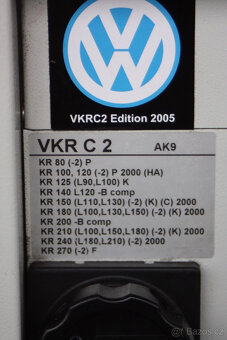 VKRC2 Edition 2005
VKR C 2 AK9
KR 80 (-2) P
KR 100, 120 (-2) P 2000 (HA)
KR 125 (L90,L100) K
KR 140 L120 -B comp
KR 150 (L110,L130) (-2) (K) (C) 2000
KR 180 (L100,L130,L150) (-2) (K) 2000
KR 200 -B comp
KR 210 (L100,L150,L180) (-2) (K) 2000
KR 240 (L180,L210) (-2) 2000
KR 270 (-2) F